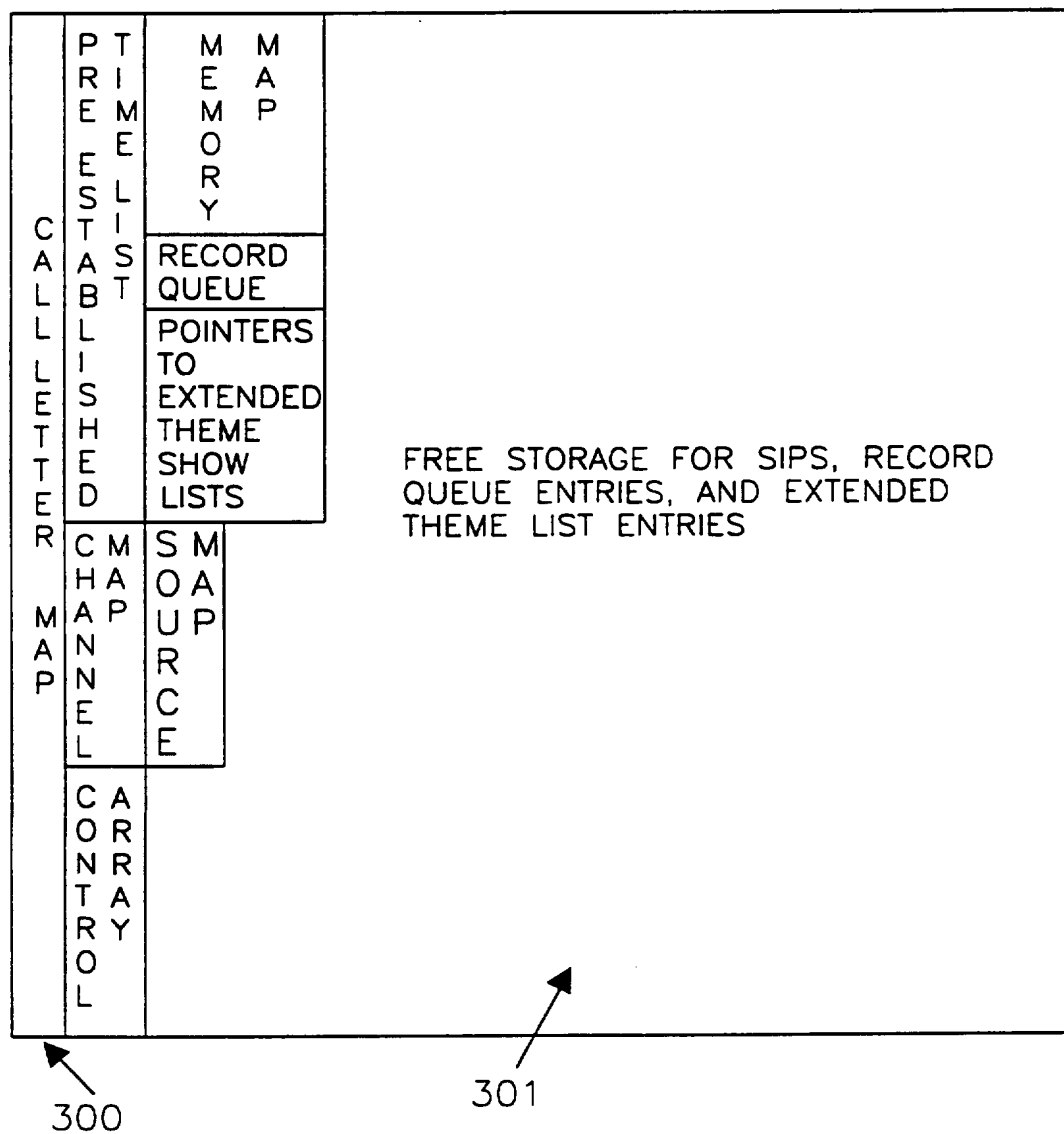 CALL LETTER MAP
PRE ESTABLISHED
TIME LIST
MEMORY
MAP
RECORD
QUEUE
POINTERS
TO
EXTENDED
THEME
SHOW
LISTS
CHANNEL
MAP
SOURCE
MAP
CONTROL
ARRAY
FREE STORAGE FOR SIPS, RECORD
QUEUE ENTRIES, AND EXTENDED
THEME LIST ENTRIES
300
301